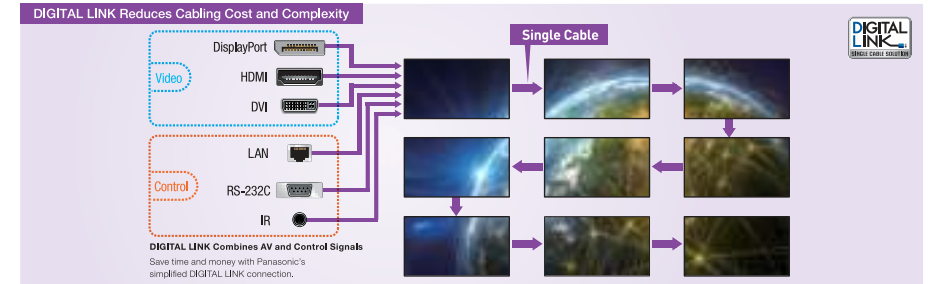 DIGITAL LINK Reduces Cabling Cost and Complexity
DIGITAL
LINK
SINGLE CABLE SOLUTION
Single Cable
DisplayPort
Video
HDMI
DVI
LAN
Control
RS-232C
IR
DIGITAL LINK Combines AV and Control Signals
Save time and money with Panasonic's
simplified DIGITAL LINK connection.